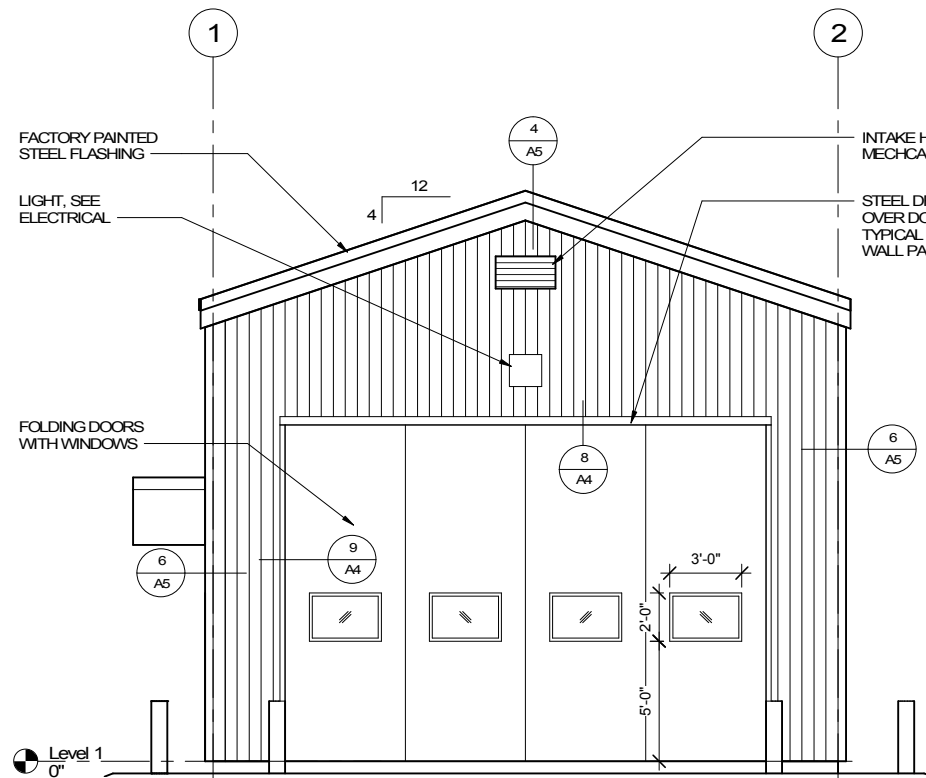 1
2
FACTORY PAINTED
STEEL FLASHING
4
A5
INTAKE H
MECHCA
12
4
LIGHT, SEE
ELECTRICAL
STEEL D
OVER DO
TYPICAL
WALL PA
FOLDING DOORS
WITH WINDOWS
6
A5
8
A4
9
A4
6
A5
3'-0"
2'-0"
5'-0"
Level 1
0"